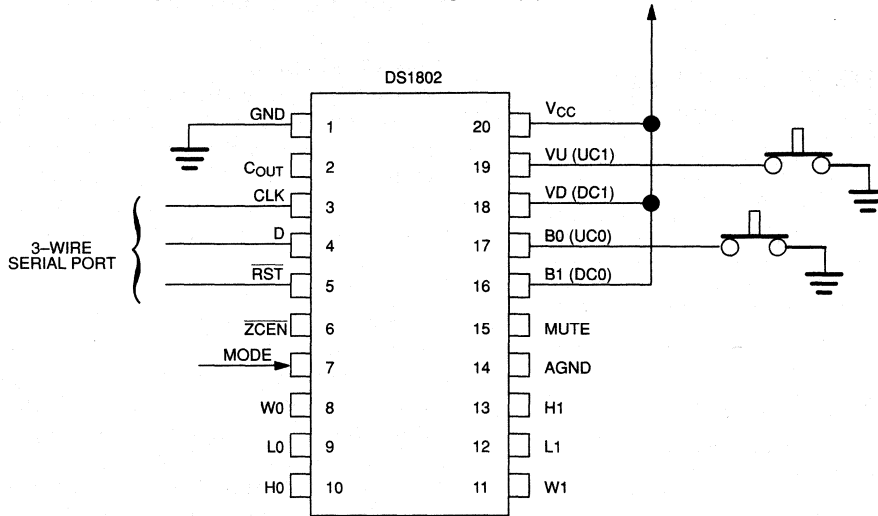 DS1802
GND 1
COUT 2
CLK 3
D 4
RST 5
ZCEN 6
MODE 7
W0 8
L0 9
H0 10
3–WIRE
SERIAL PORT
20 VCC
19 VU (UC1)
18 VD (DC1)
17 B0 (UC0)
16 B1 (DC0)
15 MUTE
14 AGND
13 H1
12 L1
11 W1